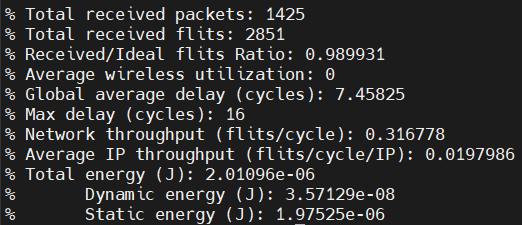 % Total received packets: 1425
% Total received flits: 2851
% Received/Ideal flits Ratio: 0.989931
% Average wireless utilization: 0
% Global average delay (cycles): 7.45825
% Max delay (cycles): 16
% Network throughput (flits/cycle): 0.316778
% Average IP throughput (flits/cycle/IP): 0.0197986
% Total energy (J): 2.01096e-06
%       Dynamic energy (J): 3.57129e-08
%       Static energy (J): 1.97525e-06